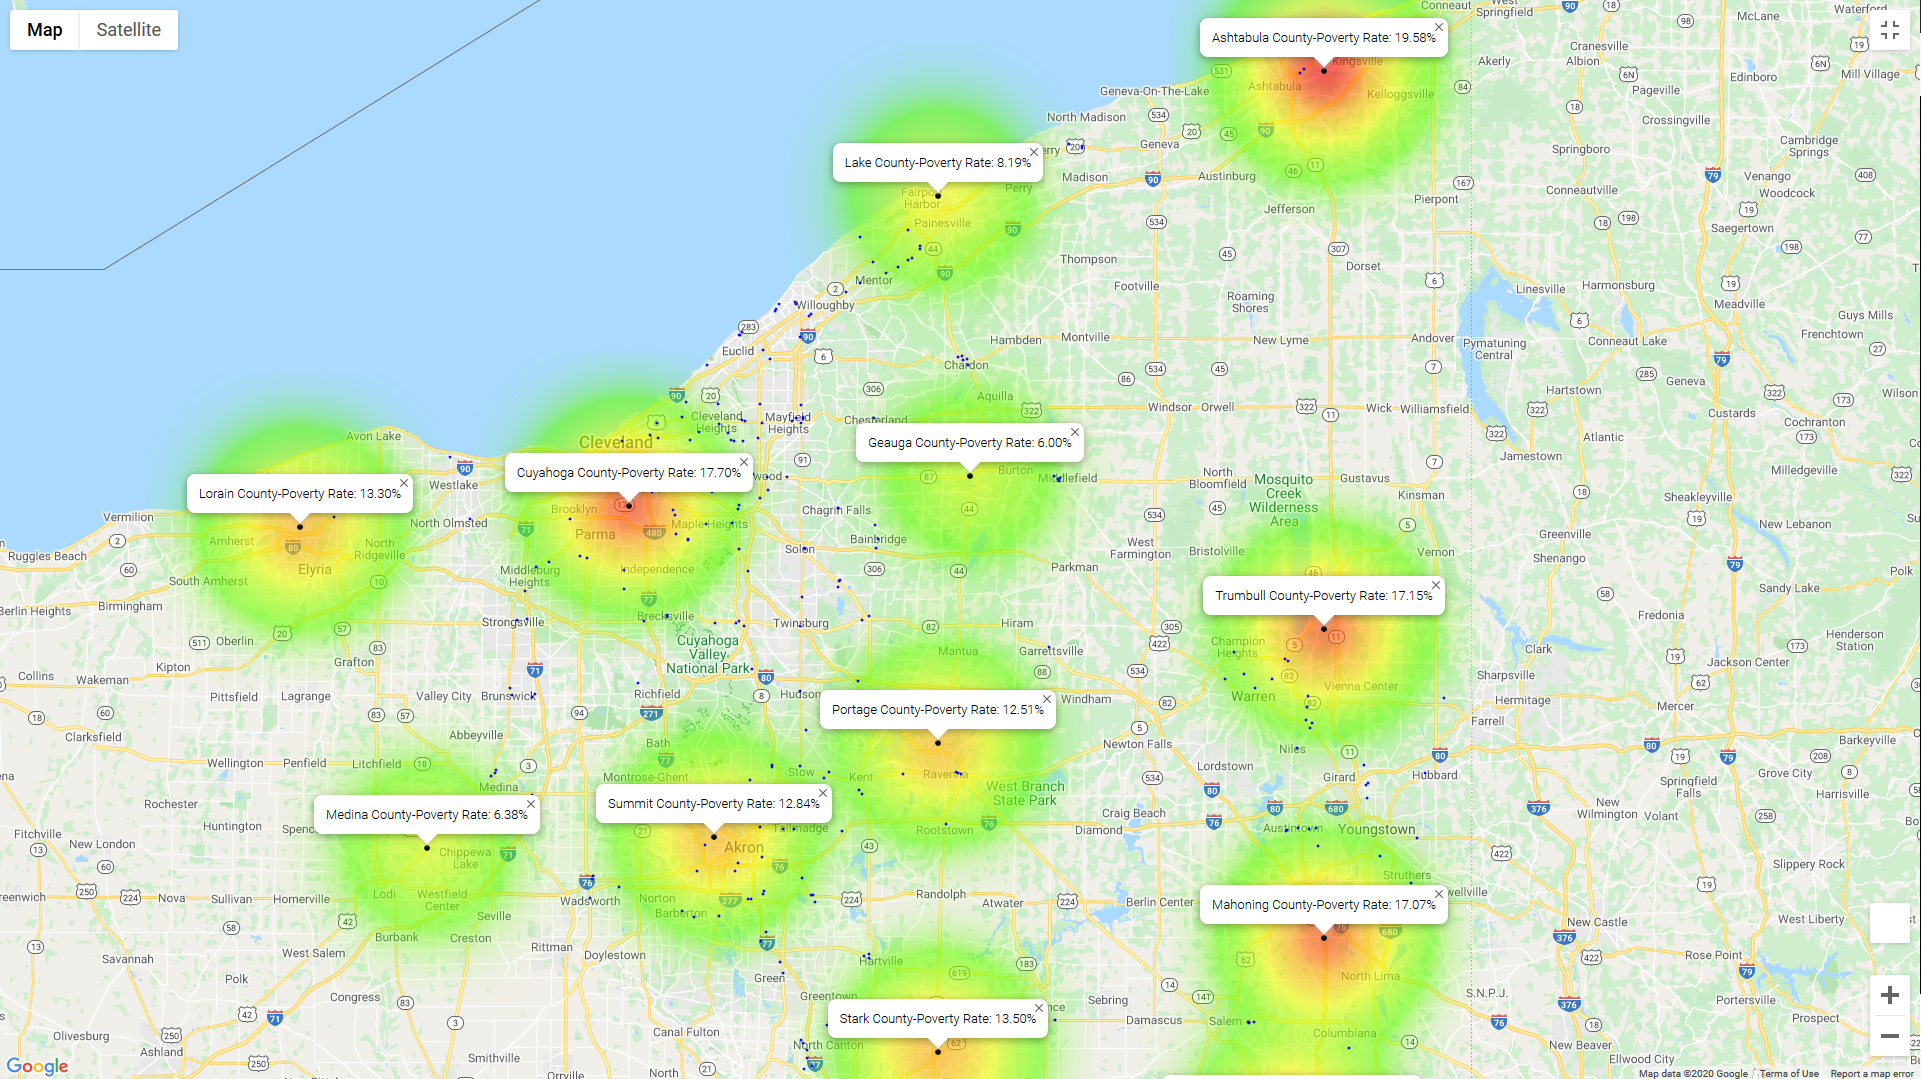 Map
Satellite
Ashtabula County-Poverty Rate: 19.58%
Lake County-Poverty Rate: 8.19%
Geauga County-Poverty Rate: 6.00%
Cuyahoga County-Poverty Rate: 17.70%
Lorain County-Poverty Rate: 13.30%
Trumbull County-Poverty Rate: 17.15%
Portage County-Poverty Rate: 12.51%
Summit County-Poverty Rate: 12.84%
Medina County-Poverty Rate: 6.38%
Mahoning County-Poverty Rate: 17.07%
Stark County-Poverty Rate: 13.50%
Conneaut
West
Springfield
McLane
Waterford
Cranesville
Akerly
Albion
Edinboro
Mill Village
Pageville
Crossingville
Kingsville
Ashtabula
Kelloggsville
Geneva-On-The-Lake
North Madison
Geneva
Madison
Austinburg
Jefferson
Pierpont
Springboro
Cambridge
Springs
Conneautville
Venango
Woodcock
Saegertown
Fairport
Harbor
Perry
Painesville
Mentor
Willoughby
Thompson
Footville
Dorset
Roaming
Shores
Linesville
Harmonsburg
Meadville
Guys Mills
Frenchtown
Euclid
Hambden
Montville
New Lyme
Andover
Pymatuning
Central
Conneaut Lake
Chardon
Aquilla
Windsor
Orwell
Wick
Williamsfield
Hartstown
Geneva
Custards
Cochranton
Wilson
Avon Lake
Cleveland
Cleveland
Heights
Mayfield
Heights
Chesterland
Burton
Middlefield
North
Bloomfield
Gustavus
Kinsman
Atlantic
Jamestown
Milledgeville
Mosquito
Creek
Wilderness
Area
Sheakleyville
New Lebanon
Vermilion
Westlake
North Olmsted
Brooklyn
Parma
Maple Heights
Chagrin Falls
Bainbridge
Solon
West
Farmington
Bristolville
Vernon
Greenville
Shenango
Sandy Lake
Polk
Ruggles Beach
Amherst
North
Ridgeville
Elyria
South Amherst
Middleburg
Heights
Independence
Parkman
Berlin Heights
Birmingham
Oberlin
Strongsville
Brecksville
Twinsburg
Hiram
Mantua
Garrettsville
Champion
Heights
Warren
Vienna Center
Clark
Fredonia
Henderson
Station
Jackson Center
Sharpsville
Hermitage
Mercer
Farrell
Kipton
Grafton
Collins
Wakeman
Pittsfield
Lagrange
Valley City
Brunswick
Richfield
Cuyahoga
Valley
National Park
Hudson
Windham
Newton Falls
Niles
Lordstown
Girard
Hubbard
Barkeyville
Clarksfield
Abbeyville
Wellington
Penfield
Litchfield
Bath
Montrose-Ghent
Stow
Kent
Ravenna
West Branch
State Park
Springfield
Falls
Grove City
Harrisville
Rochester
Huntington
Medina
Tallmadge
Rootstown
Craig Beach
Diamond
Austintown
Youngstown
New
Wilmington
Volant
Fitchville
New London
Chippewa
Lake
Akron
Struthers
Slippery Rock
Nova
Sullivan
Homerville
Lodi
Westfield
Center
Seville
Wadsworth
Norton
Barberton
Randolph
Atwater
Berlin Center
New Castle
West Liberty
Savannah
West Salem
Burbank
Creston
Rittman
Doylestown
Green
Hartville
North Lima
Rose Point
Polk
Congress
Greentown
Sebring
S.N.P.J.
Portersville
Olivesburg
Ashland
Canal Fulton
North Canton
Damascus
Salem
Columbiana
New Beaver
Prospect
Smithville
Orrville
North
Ellwood City
Google
Map data ©2020 Google
Terms of Use
Report a map error